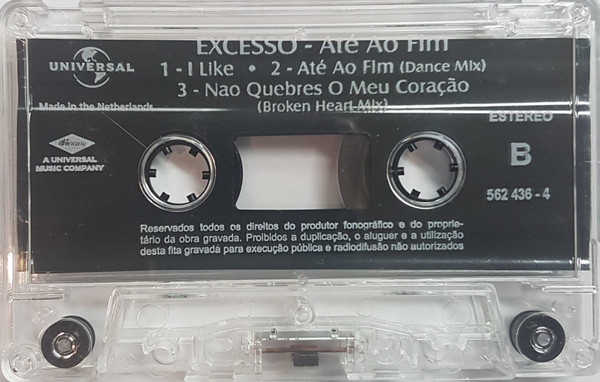 EXCESSO - Até Ao Fim
1 - I Like • 2 - Até Ao Fim (Dance Mix)
3 - Nao Quebres O Meu Coração
(Broken Heart Mix)
UNIVERSAL
Made in the Netherlands
Mercury
A UNIVERSAL
MUSIC COMPANY
ESTÉREO
B
562 436 - 4
Reservados todos os direitos do produtor fonográfico e do proprie-
tário da obra gravada. Proibidos a duplicação, o aluguer e a utilização
desta fita gravada para execução pública e radiodifusão não autorizados